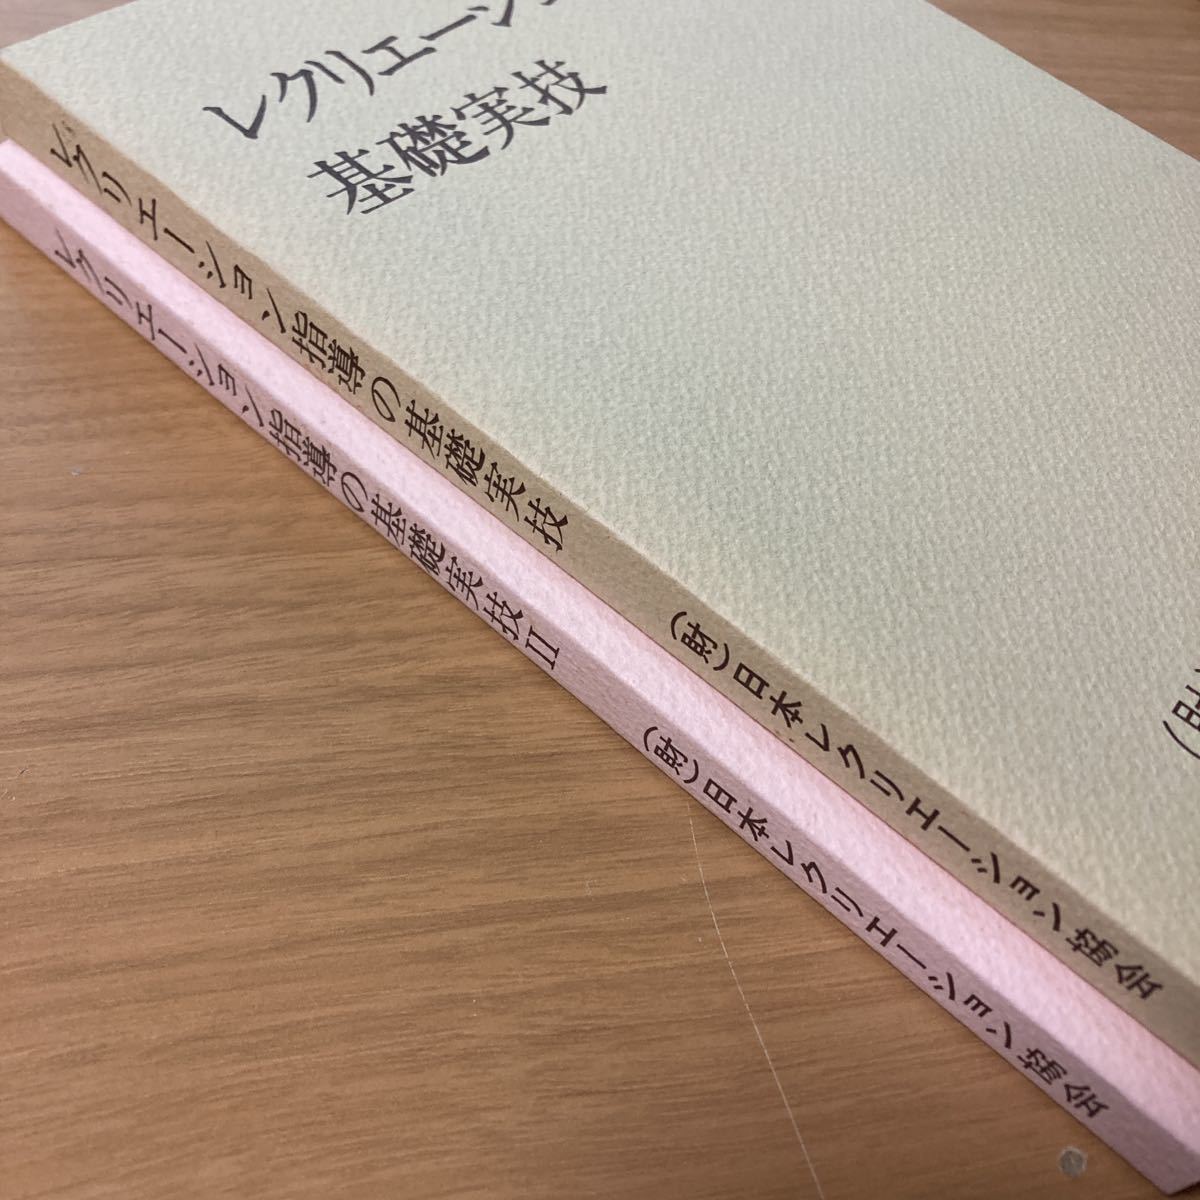 レクリエーション
基礎実技
レクリエーション指導の基礎実技 (財)日本レクリエーション協会
レクリエーション指導の基礎実技II (財)日本レクリエーション協会
(財